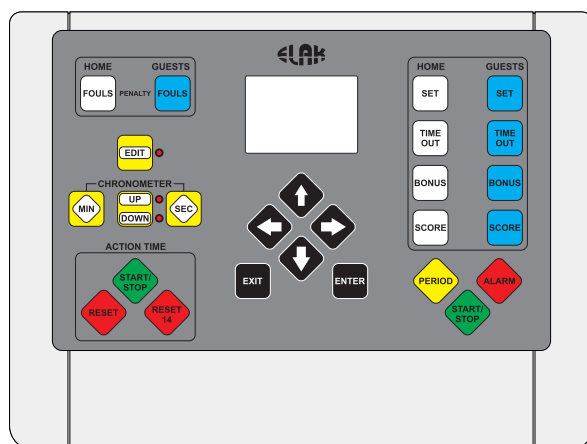 ELAK
HOME GUESTS
FOULS PENALTY FOULS
EDIT
CHRONOMETER
MIN UP SEC
DOWN
ACTION TIME
START/
STOP
RESET RESET
14
EXIT ENTER
HOME GUESTS
SET SET
TIME
OUT TIME
OUT
BONUS BONUS
SCORE SCORE
PERIOD ALARM
START/
STOP